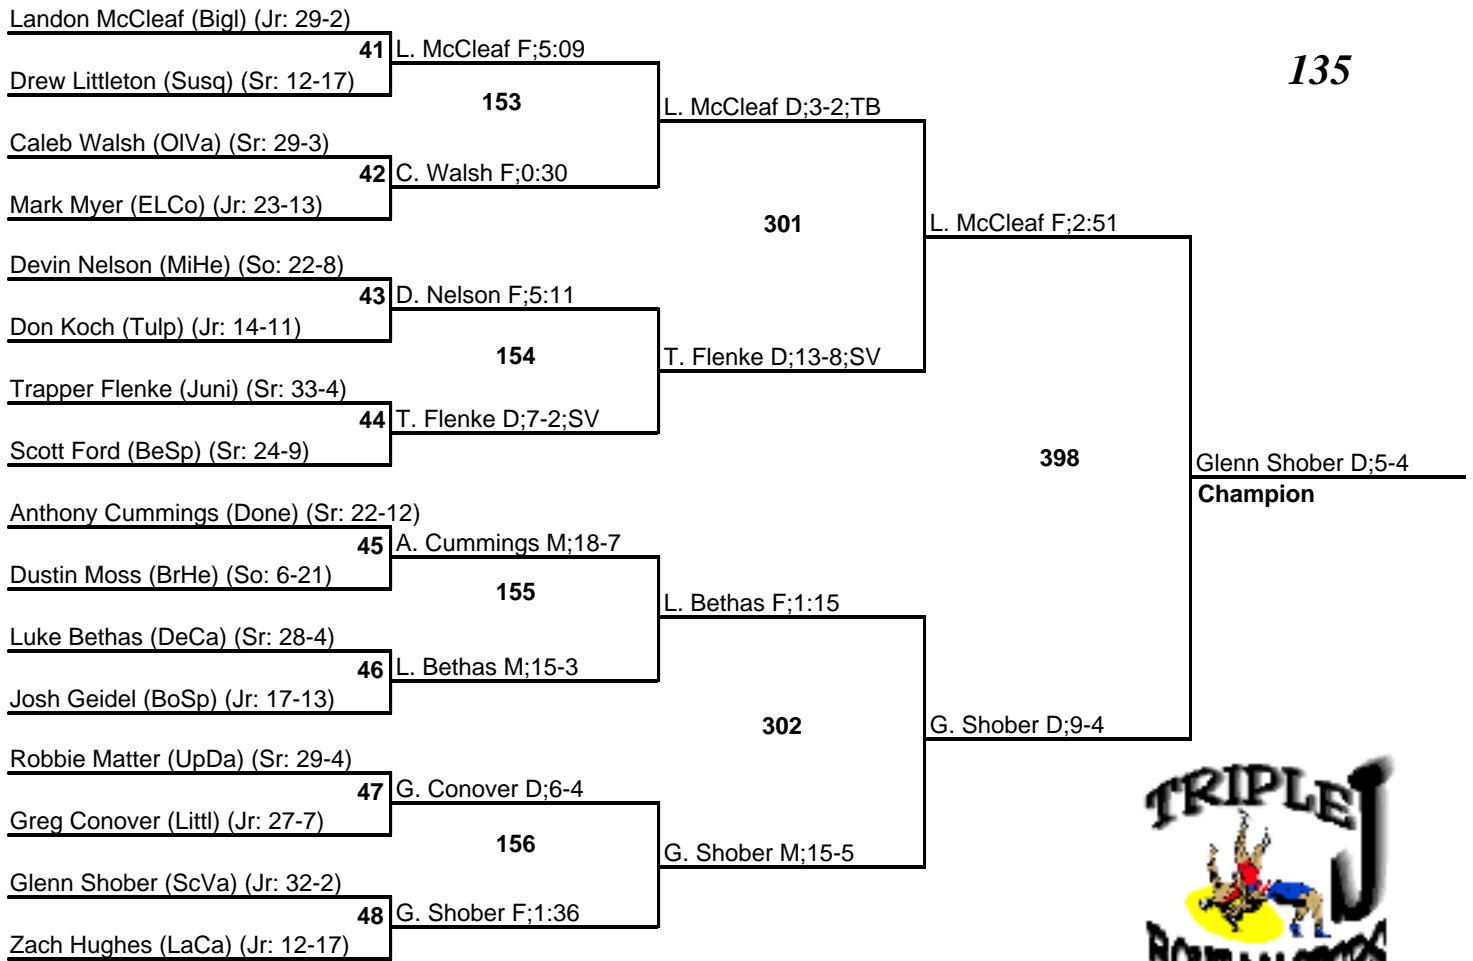 Landon McCleaf (Bigl) (Jr: 29-2)
41 L. McCleaf F;5:09
Drew Littleton (Susq) (Sr: 12-17)
135
153
L. McCleaf D;3-2;TB
Caleb Walsh (OlVa) (Sr: 29-3)
42 C. Walsh F;0:30
Mark Myer (ELCo) (Jr: 23-13)
301
L. McCleaf F;2:51
Devin Nelson (MiHe) (So: 22-8)
43 D. Nelson F;5:11
Don Koch (Tulp) (Jr: 14-11)
154
T. Flenke D;13-8;SV
Trapper Flenke (Juni) (Sr: 33-4)
44 T. Flenke D;7-2;SV
Scott Ford (BeSp) (Sr: 24-9)
398
Glenn Shober D;5-4
Champion
Anthony Cummings (Done) (Sr: 22-12)
45 A. Cummings M;18-7
Dustin Moss (BrHe) (So: 6-21)
155
L. Bethas F;1:15
Luke Bethas (DeCa) (Sr: 28-4)
46 L. Bethas M;15-3
Josh Geidel (BoSp) (Jr: 17-13)
302
G. Shober D;9-4
Robbie Matter (UpDa) (Sr: 29-4)
47 G. Conover D;6-4
Greg Conover (Littl) (Jr: 27-7)
156
G. Shober M;15-5
Glenn Shober (ScVa) (Jr: 32-2)
48 G. Shober F;1:36
Zach Hughes (LaCa) (Jr: 12-17)
TRIPLE J